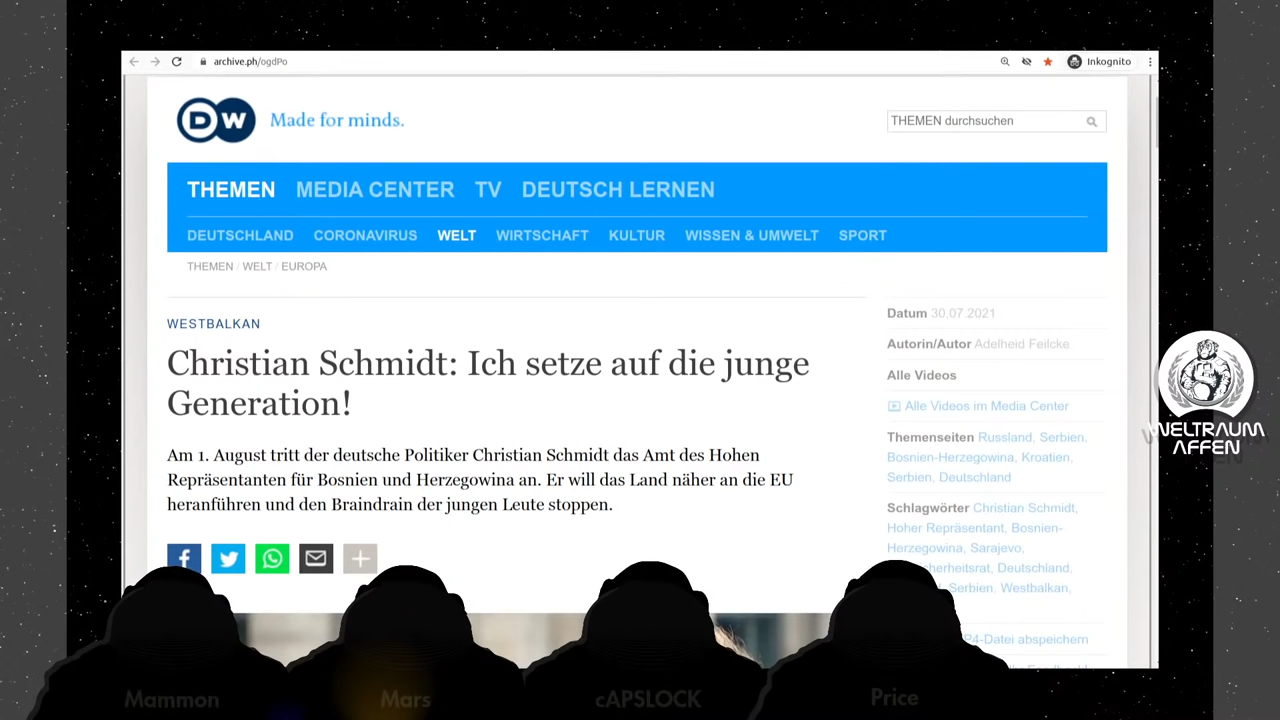 archive.ph/ogdPo
Inkognito
DW
Made for minds.
THEMEN durchsuchen
THEMEN MEDIA CENTER TV DEUTSCH LERNEN
DEUTSCHLAND CORONAVIRUS WELT WIRTSCHAFT KULTUR WISSEN & UMWELT SPORT
THEMEN / WELT / EUROPA
WESTBALKAN
Christian Schmidt: Ich setze auf die junge
Generation!
Am 1. August tritt der deutsche Politiker Christian Schmidt das Amt des Hohen
Repräsentanten für Bosnien und Herzegowina an. Er will das Land näher an die EU
heranführen und den Braindrain der jungen Leute stoppen.
Datum 30.07.2021
Autorin/Autor Adelheid Feilcke
Alle Videos
Alle Videos im Media Center
Themenseiten Russland, Serbien,
Bosnien-Herzegowina, Kroatien,
Serbien, Deutschland
Schlagwörter Christian Schmidt,
Hoher Repräsentant, Bosnien-
Herzegowina, Sarajevo,
Deutschland,
Serbien, Westbalkan,
abspeichern
WELTRAUM
AFFEN
Mammon
Mars
cAPSLOCK
Price